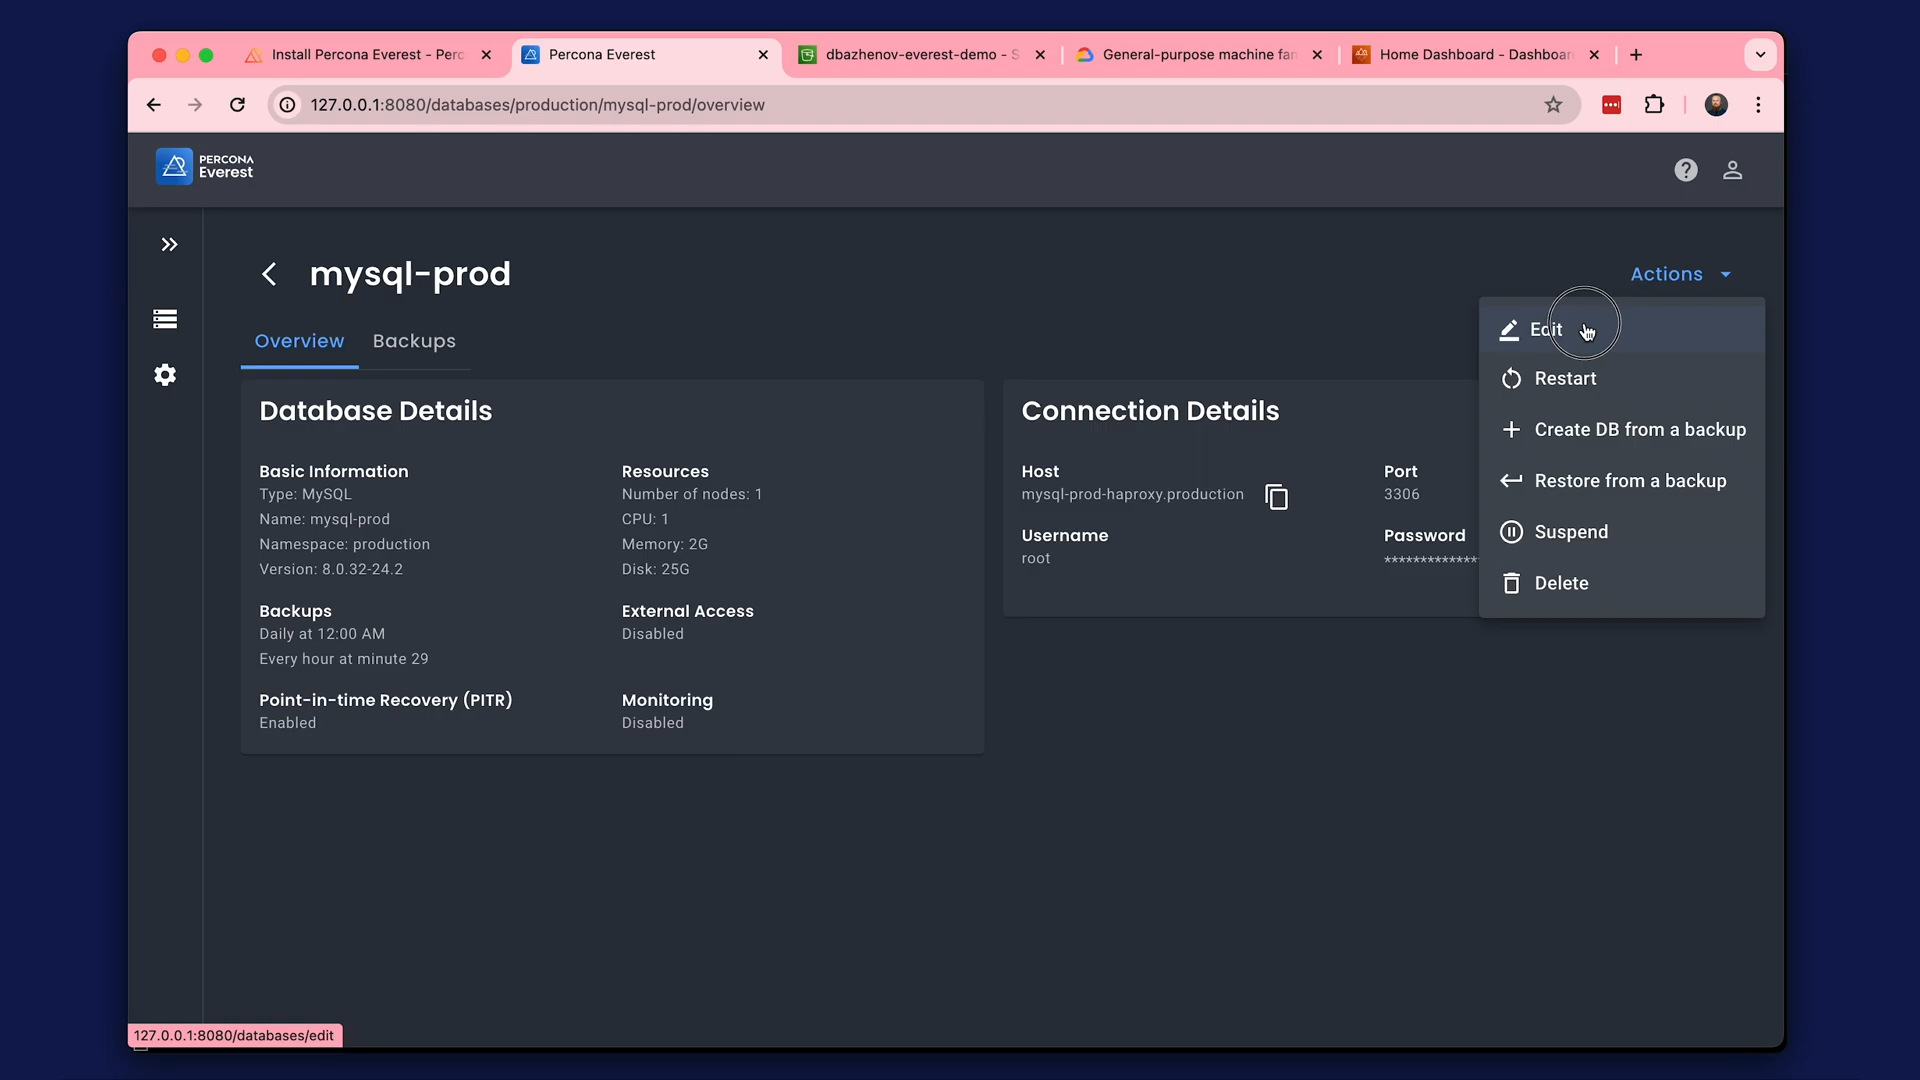 Install Percona Everest - Perc
Percona Everest
dbazhenov-everest-demo - S
General-purpose machine fan
Home Dashboard - Dashboar
127.0.0.1:8080/databases/production/mysql-prod/overview
PERCONA
Everest
mysql-prod
Actions
Overview
Backups
Edit
Restart
Create DB from a backup
Restore from a backup
Suspend
Delete
Database Details
Basic Information
Type: MySQL
Name: mysql-prod
Namespace: production
Version: 8.0.32-24.2
Resources
Number of nodes: 1
CPU: 1
Memory: 2G
Disk: 25G
Backups
Daily at 12:00 AM
Every hour at minute 29
External Access
Disabled
Point-in-time Recovery (PITR)
Enabled
Monitoring
Disabled
Connection Details
Host
mysql-prod-haproxy.production
Port
3306
Username
root
Password
*************
127.0.0.1:8080/databases/edit